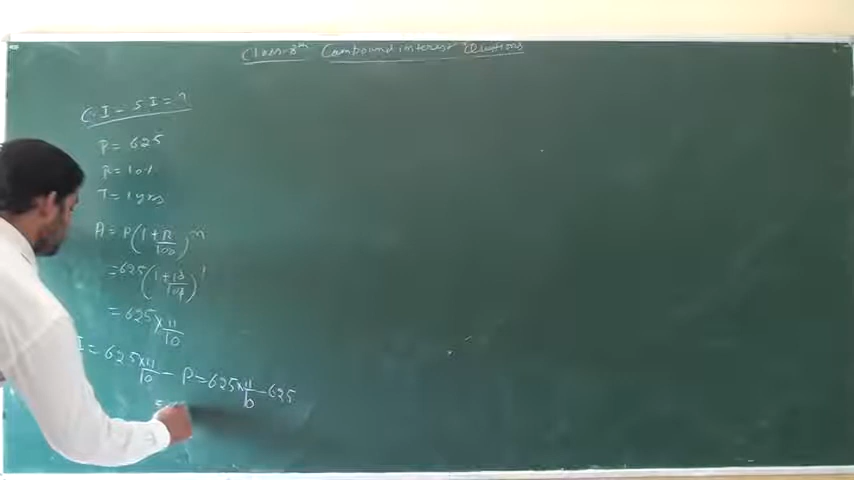 Class-8th Compound interest Questions
C.I - S.I = ?
P = 625
R = 10%
T = 1 yrs
A = P(1 + R/100)^n
= 625(1 + 10/100)^1
= 625 × 11/10
I = 625 × 11/10 - P = 625 × 11/10 - 625